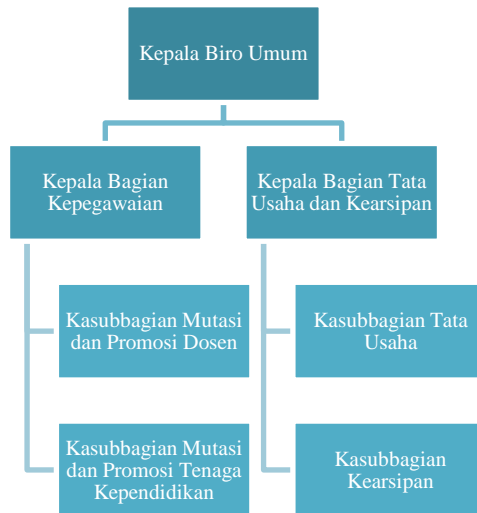 Kepala Biro Umum
Kepala Bagian
Kepegawaian
Kepala Bagian Tata
Usaha dan Kearsipan
Kasubbagian Mutasi
dan Promosi Dosen
Kasubbagian Tata
Usaha
Kasubbagian Mutasi
dan Promosi Tenaga
Kependidikan
Kasubbagian
Kearsipan